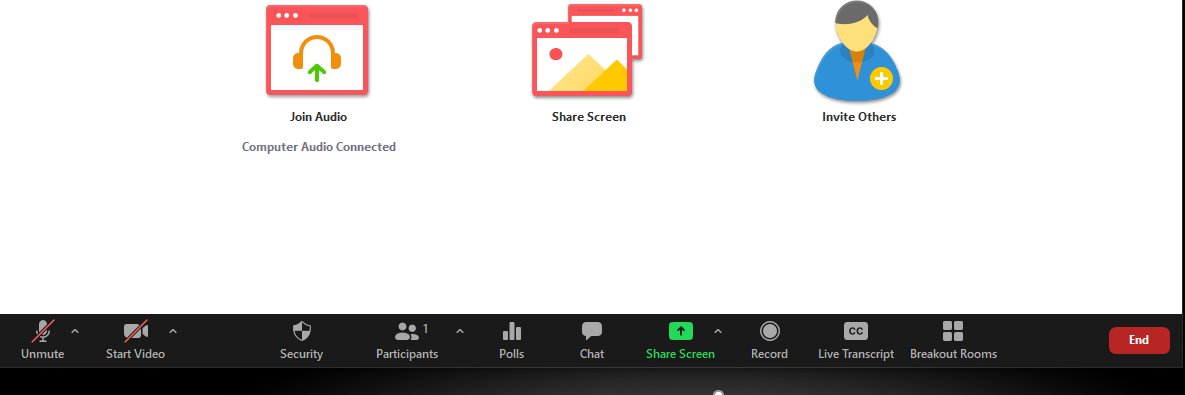 Join Audio
Share Screen
Invite Others
Computer Audio Connected
Unmute
Start Video
Security
1
Participants
Polls
Chat
Share Screen
Record
CC
Live Transcript
Breakout Rooms
End